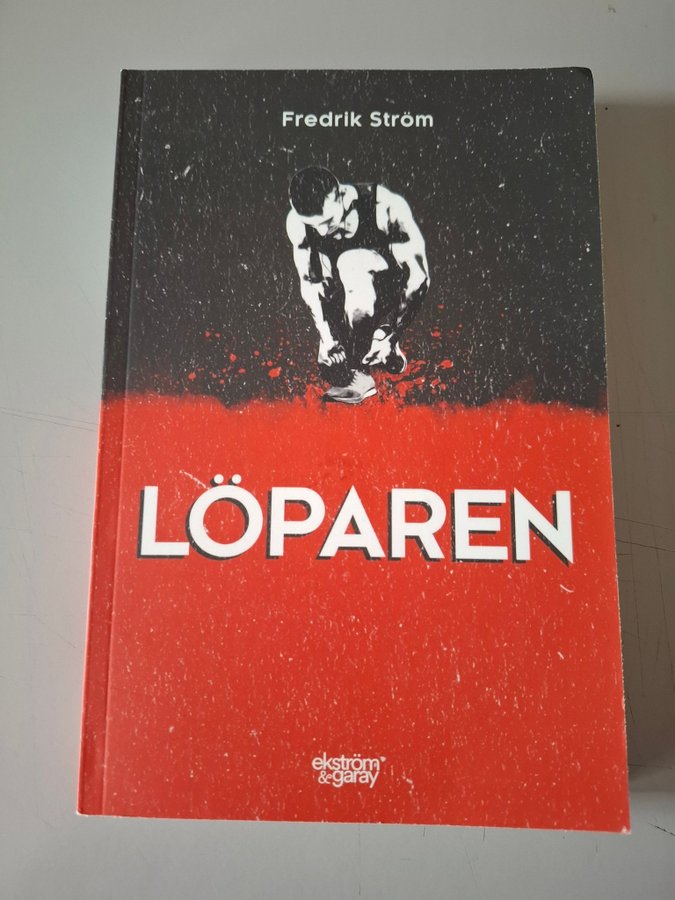 Fredrik Ström
LÖPAREN
ekström
&garay